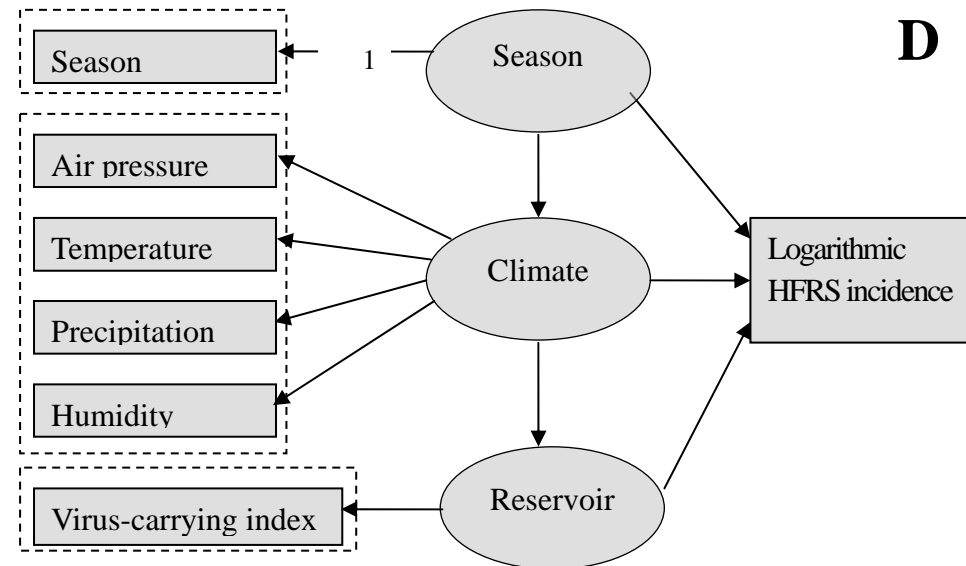 D
Season
1
Season
Air pressure
Temperature
Climate
Logarithmic
HFRS incidence
Precipitation
Humidity
Reservoir
Virus-carrying index